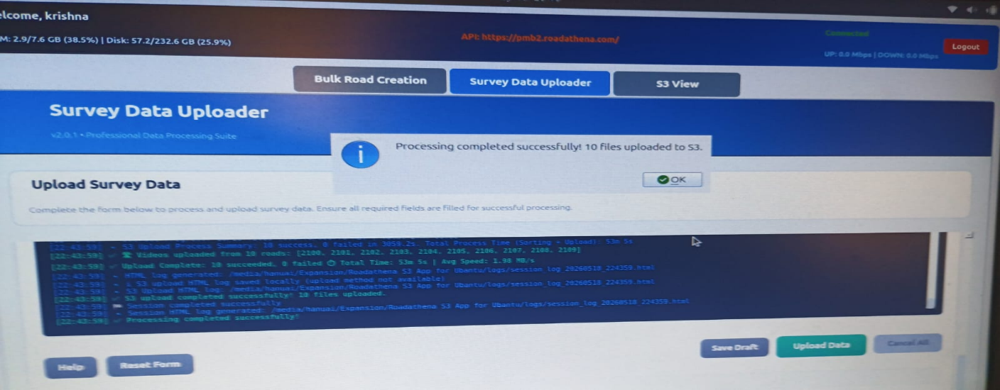 elcome, krishna
M: 2.9/7.6 GB (38.5%) | Disk: 57.2/232.6 GB (25.9%)
API: https://pmb2.roadathena.com/
Connected
UP: 0.0 Mbps | DOWN: 0.0 Mbps
Logout
Bulk Road Creation
Survey Data Uploader
S3 View
Survey Data Uploader
v2.0.1 • Professional Data Processing Suite
Processing completed successfully! 10 files uploaded to S3.
OK
Upload Survey Data
Complete the form below to process and upload survey data. Ensure all required fields are filled for successful processing.
[22:43:59] - S3 Upload Process Summary: 10 success, 0 failed in 3059.2s. Total Process Time (Sorting + Upload): 53m 5s
[22:43:59] Videos uploaded from 10 roads: [2100, 2101, 2102, 2103, 2104, 2105, 2106, 2107, 2108, 2109]
[22:43:59] Upload Complete: 10 succeeded, 0 failed ⏱ Total Time: 53m 5s | Avg Speed: 1.98 MB/s
[22:43:59] - HTML log generated: /media/hanuai/Expansion/Roadathena S3 App for Ubuntu/logs/session_log_20260518_224359.html
[22:43:59] - S3 upload HTML log saved locally (upload method not available)
[22:43:59] - S3 Upload HTML log: /media/hanuai/Expansion/Roadathena S3 App for Ubuntu/logs/session_log_20260518_224359.html
[22:43:59] S3 upload completed successfully! 10 files uploaded.
[22:43:59] Session completed successfully
[22:43:59] - Session HTML log generated: /media/hanuai/Expansion/Roadathena S3 App for Ubuntu/logs/session_log_20260518_224359.html
[22:43:59] Processing completed successfully!
Save Draft
Upload Data
Cancel All
Help
Reset Form